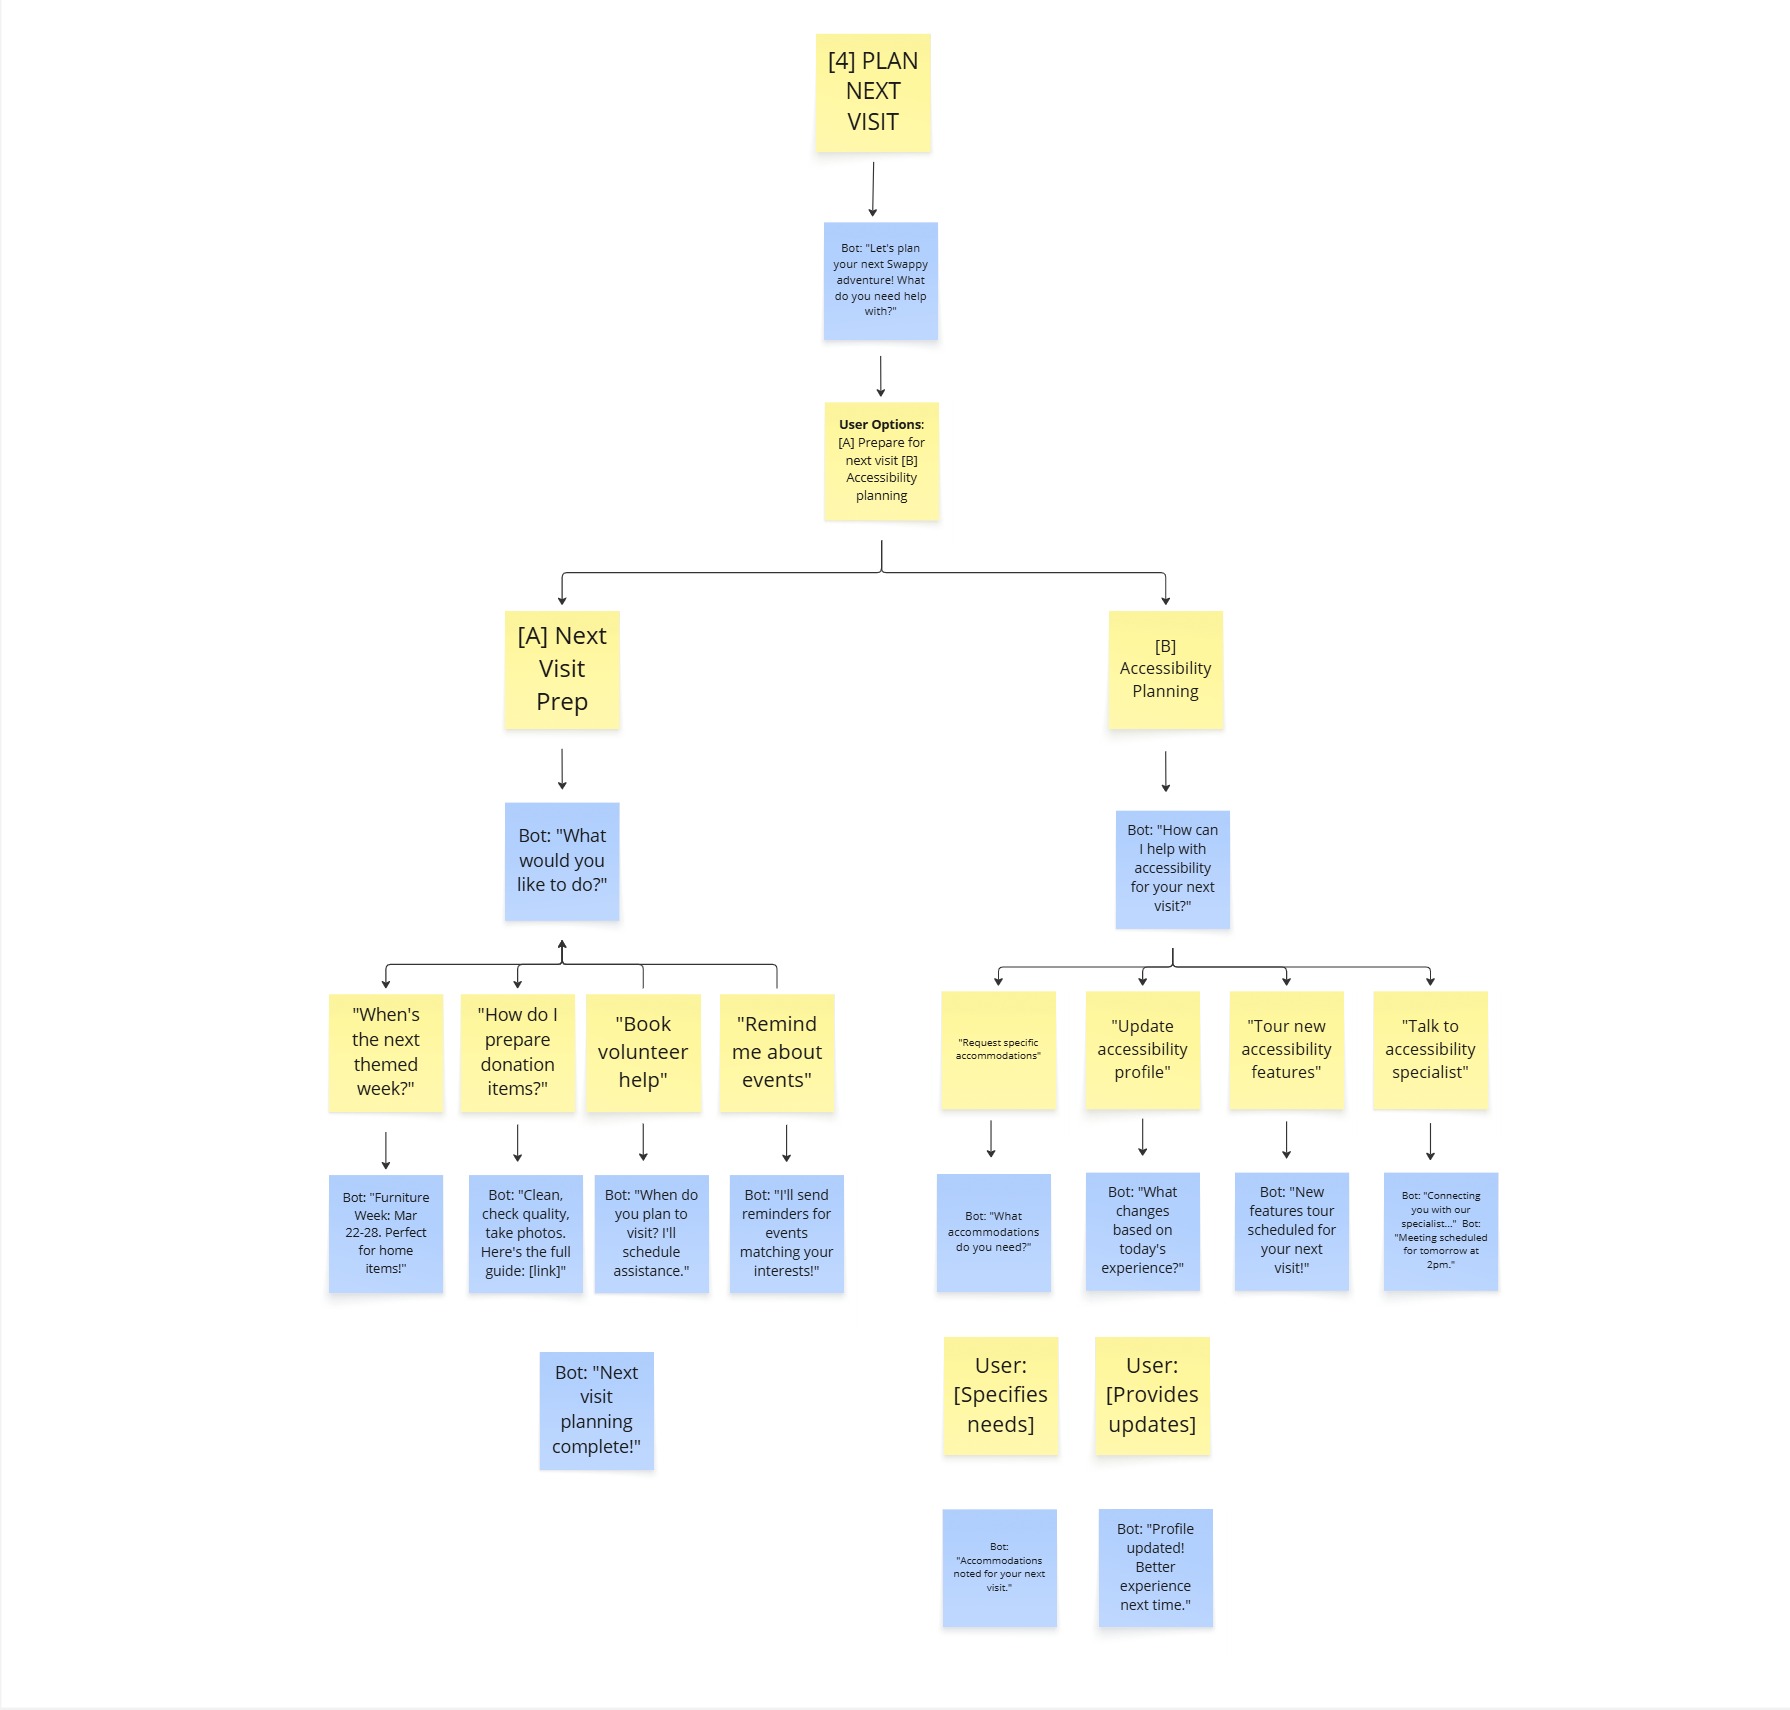 [4] PLAN
NEXT
VISIT
Bot: "Let's plan
your next Swappy
adventure! What
do you need help
with?"
User Options:
[A] Prepare for
next visit [B]
Accessibility
planning
[A] Next
Visit
Prep
[B]
Accessibility
Planning
Bot: "What
would you
like to do?"
Bot: "How can
I help with
accessibility
for your next
visit?"
"When's
the next
themed
week?"
"How do I
prepare
donation
items?"
"Book
volunteer
help"
"Remind
me about
events"
"Request specific
accommodations"
"Update
accessibility
profile"
"Tour new
accessibility
features"
"Talk to
accessibility
specialist"
Bot: "Furniture
Week: Mar
22-28. Perfect
for home
items!"
Bot: "Clean,
check quality,
take photos.
Here's the full
guide: [link]"
Bot: "When do
you plan to
visit? I'll
schedule
assistance."
Bot: "I'll send
reminders for
events
matching your
interests!"
Bot: "What
accommodations
do you need?"
Bot: "What
changes
based on
today's
experience?"
Bot: "New
features tour
scheduled for
your next
visit!"
Bot: "Connecting
you with our
specialist..." Bot:
"Meeting scheduled
for tomorrow at
2pm."
Bot: "Next
visit
planning
complete!"
User:
[Specifies
needs]
User:
[Provides
updates]
Bot:
"Accommodations
noted for your next
visit."
Bot: "Profile
updated!
Better
experience
next time."